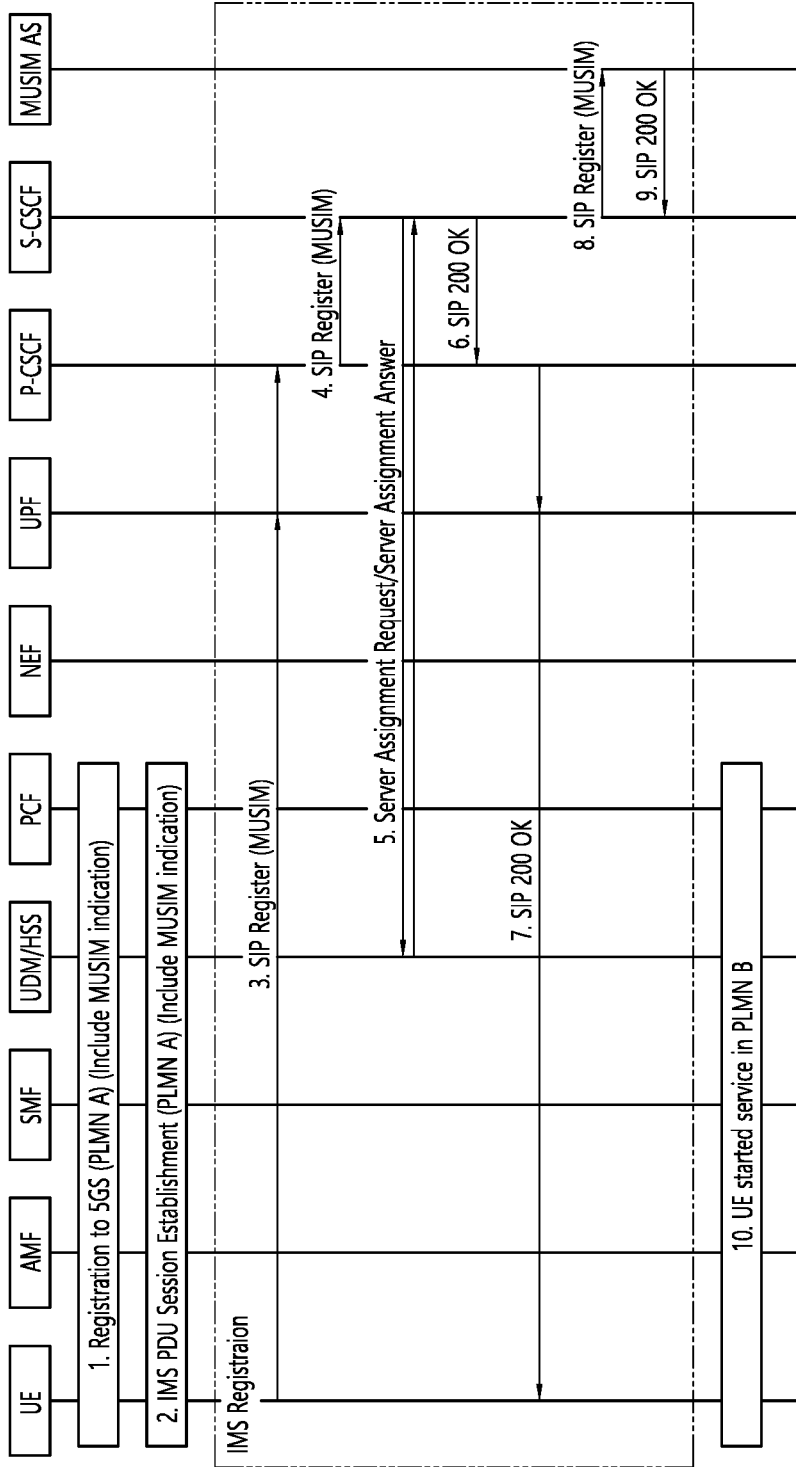 UE
AMF
SMF
UDM/HSS
PCF
NEF
UPF
P-CSCF
S-CSCF
MUSIM AS
1. Registration to 5GS (PLMN A) (Include MUSIM indication)
2. IMS PDU Session Establishment (PLMN A) (Include MUSIM indication)
IMS Registraion
3. SIP Register (MUSIM)
4. SIP Register (MUSIM)
5. Server Assignment Request/Server Assignment Answer
6. SIP 200 OK
7. SIP 200 OK
8. SIP Register (MUSIM)
9. SIP 200 OK
10. UE started service in PLMN B